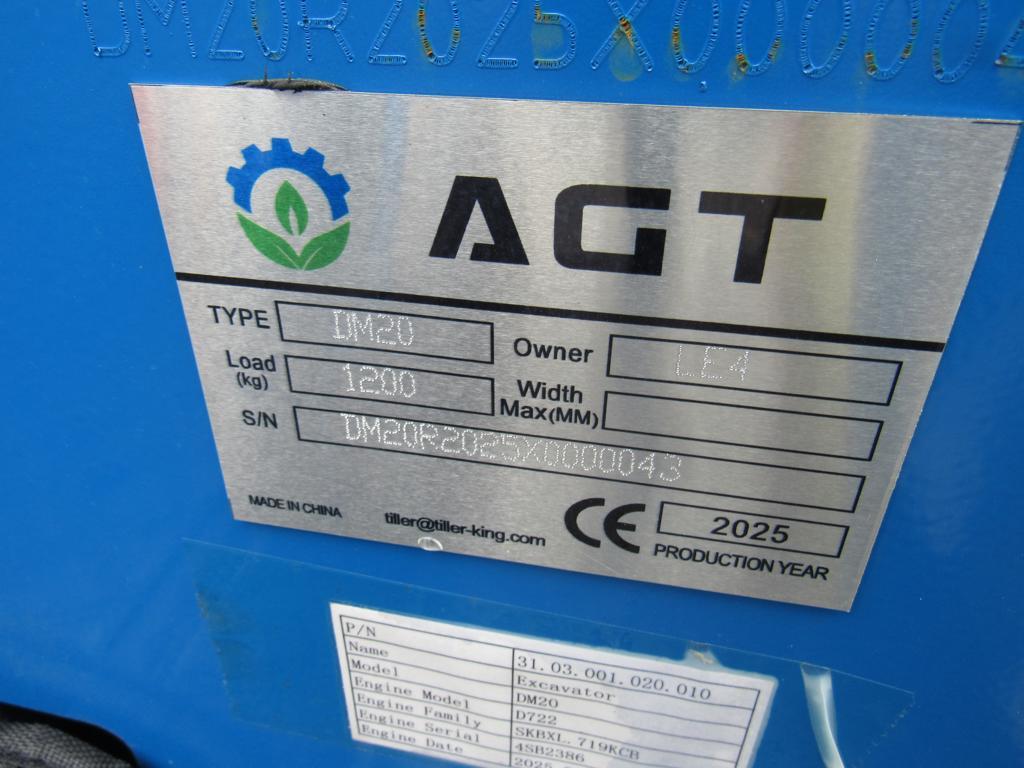 DM20R2025X00000
AGT
TYPE DM20
Owner LE4
Load (kg) 1200
Width Max(MM)
S/N DM20R2025X0000043
MADE IN CHINA
tiller@tiller-king.com
CE
2025
PRODUCTION YEAR
P/N 31.03.001.020.010
Name Excavator
Model DM20
Engine Model D722
Engine Family SKBXL.719KCB
Engine Serial 4SB2386
Engine Date 2025